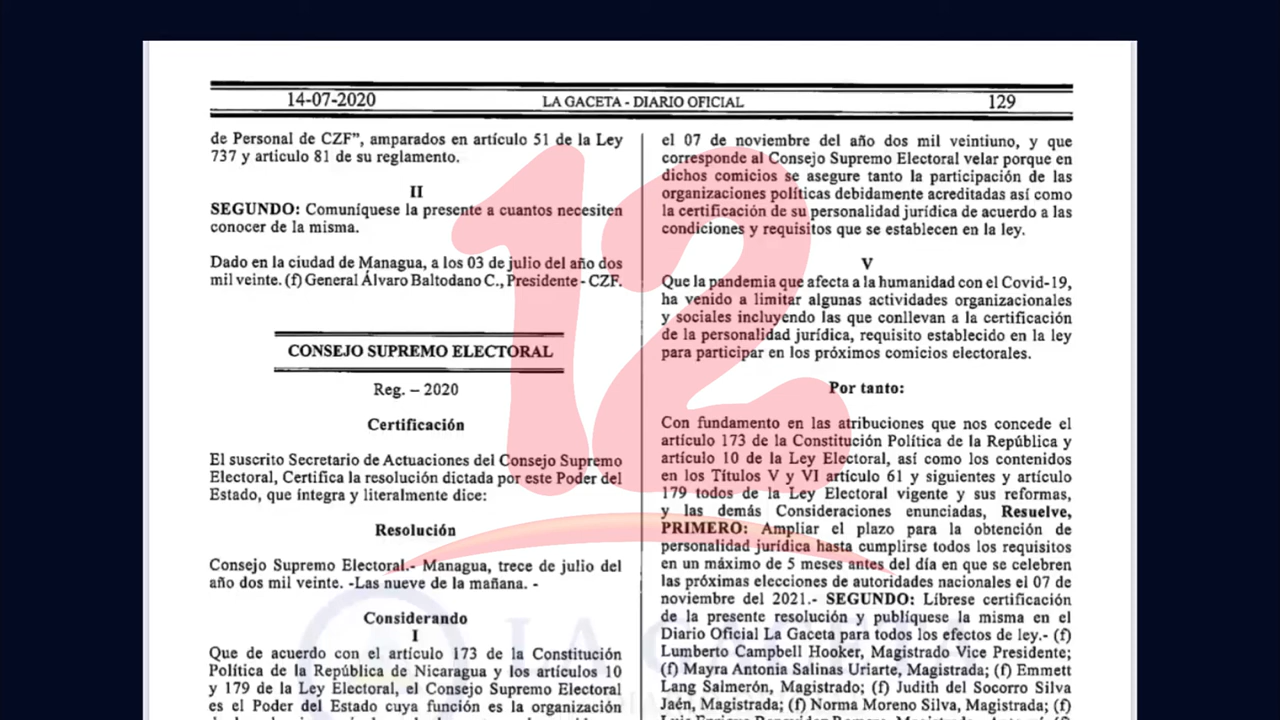 14-07-2020 LA GACETA - DIARIO OFICIAL 129
de Personal de CZF”, amparados en artículo 51 de la Ley
737 y articulo 81 de su reglamento.
II
SEGUNDO: Comuníquese la presente a cuantos necesiten
conocer de la misma.
Dado en la ciudad de Managua, a los 03 de julio del año dos
mil veinte. (f) General Álvaro Baltodano C., Presidente - CZF.
CONSEJO SUPREMO ELECTORAL
Reg. – 2020
Certificación
El suscrito Secretario de Actuaciones del Consejo Supremo
Electoral, Certifica la resolución dictada por este Poder del
Estado, que íntegra y literalmente dice:
Resolución
Consejo Supremo Electoral.- Managua, trece de julio del
año dos mil veinte. -Las nueve de la mañana. -
Considerando
I
Que de acuerdo con el artículo 173 de la Constitución
Política de la República de Nicaragua y los artículos 10
y 179 de la Ley Electoral, el Consejo Supremo Electoral
es el Poder del Estado cuya función es la organización
el 07 de noviembre del año dos mil veintiuno, y que
corresponde al Consejo Supremo Electoral velar porque en
dichos comicios se asegure tanto la participación de las
organizaciones políticas debidamente acreditadas así como
la certificación de su personalidad jurídica de acuerdo a las
condiciones y requisitos que se establecen en la ley.
V
Que la pandemia que afecta a la humanidad con el Covid-19,
ha venido a limitar algunas actividades organizacionales
y sociales incluyendo las que conllevan a la certificación
de la personalidad jurídica, requisito establecido en la ley
para participar en los próximos comicios electorales.
Por tanto:
Con fundamento en las atribuciones que nos concede el
artículo 173 de la Constitución Política de la República y
artículo 10 de la Ley Electoral, así como los contenidos
en los Títulos V y VI artículo 61 y siguientes y artículo
179 todos de la Ley Electoral vigente y sus reformas,
y las demás Consideraciones enunciadas, Resuelve,
PRIMERO: Ampliar el plazo para la obtención de
personalidad jurídica hasta cumplirse todos los requisitos
en un máximo de 5 meses antes del día en que se celebren
las próximas elecciones de autoridades nacionales el 07 de
noviembre del 2021.- SEGUNDO: Líbrese certificación
de la presente resolución y publíquese la misma en el
Diario Oficial La Gaceta para todos los efectos de ley.- (f)
Lumberto Campbell Hooker, Magistrado Vice Presidente;
(f) Mayra Antonia Salinas Uriarte, Magistrada; (f) Emmett
Lang Salmerón, Magistrado; (f) Judith del Socorro Silva
Jaén, Magistrada; (f) Norma Moreno Silva, Magistrada; (f)
12
LA GACETA